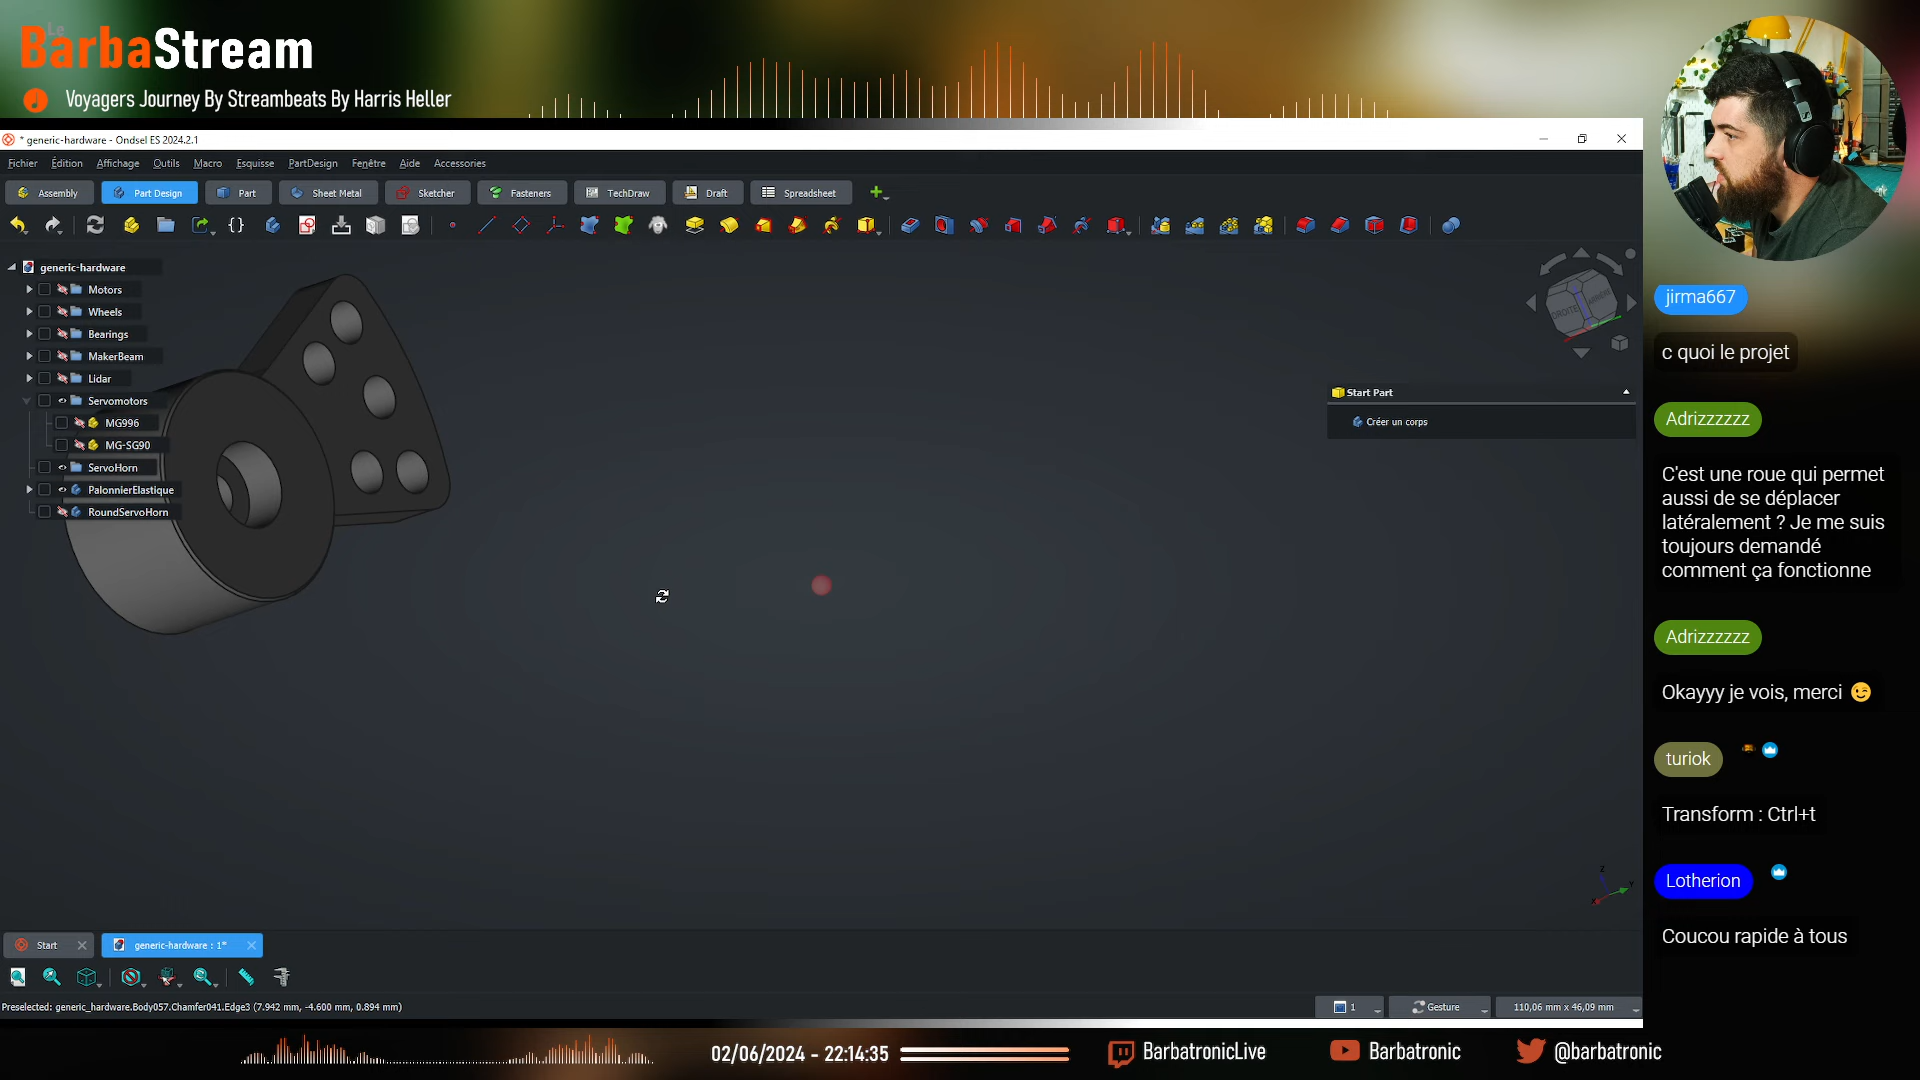 Le
BarbaStream
Voyagers Journey By Streambeats By Harris Heller
* generic-hardware - Ondsel ES 2024.2.1
Fichier Édition Affichage Outils Macro Esquisse PartDesign Fenêtre Aide Accessories
Assembly Part Design Part Sheet Metal Sketcher Fasteners TechDraw Draft Spreadsheet
generic-hardware
Motors
Wheels
Bearings
MakerBeam
Lidar
Servomotors
MG996
MG-SG90
ServoHorn
PalonnierElastique
RoundServoHorn
DROITE
Start Part
Créer un corps
Z
Y
X
Start
generic-hardware : 1*
Preselected: generic_hardware.Body057.Chamfer041.Edge3 (7.942 mm, -4.600 mm, 0.894 mm)
1
Gesture
110,06 mm x 46,09 mm
jirma667
c quoi le projet
Adrizzzzzz
C'est une roue qui permet
aussi de se déplacer
latéralement ? Je me suis
toujours demandé
comment ça fonctionne
Adrizzzzzz
Okayyy je vois, merci 😉
turiok
Transform : Ctrl+t
Lotherion
Coucou rapide à tous
02/06/2024 - 22:14:35
BarbatronicLive
Barbatronic
@barbatronic